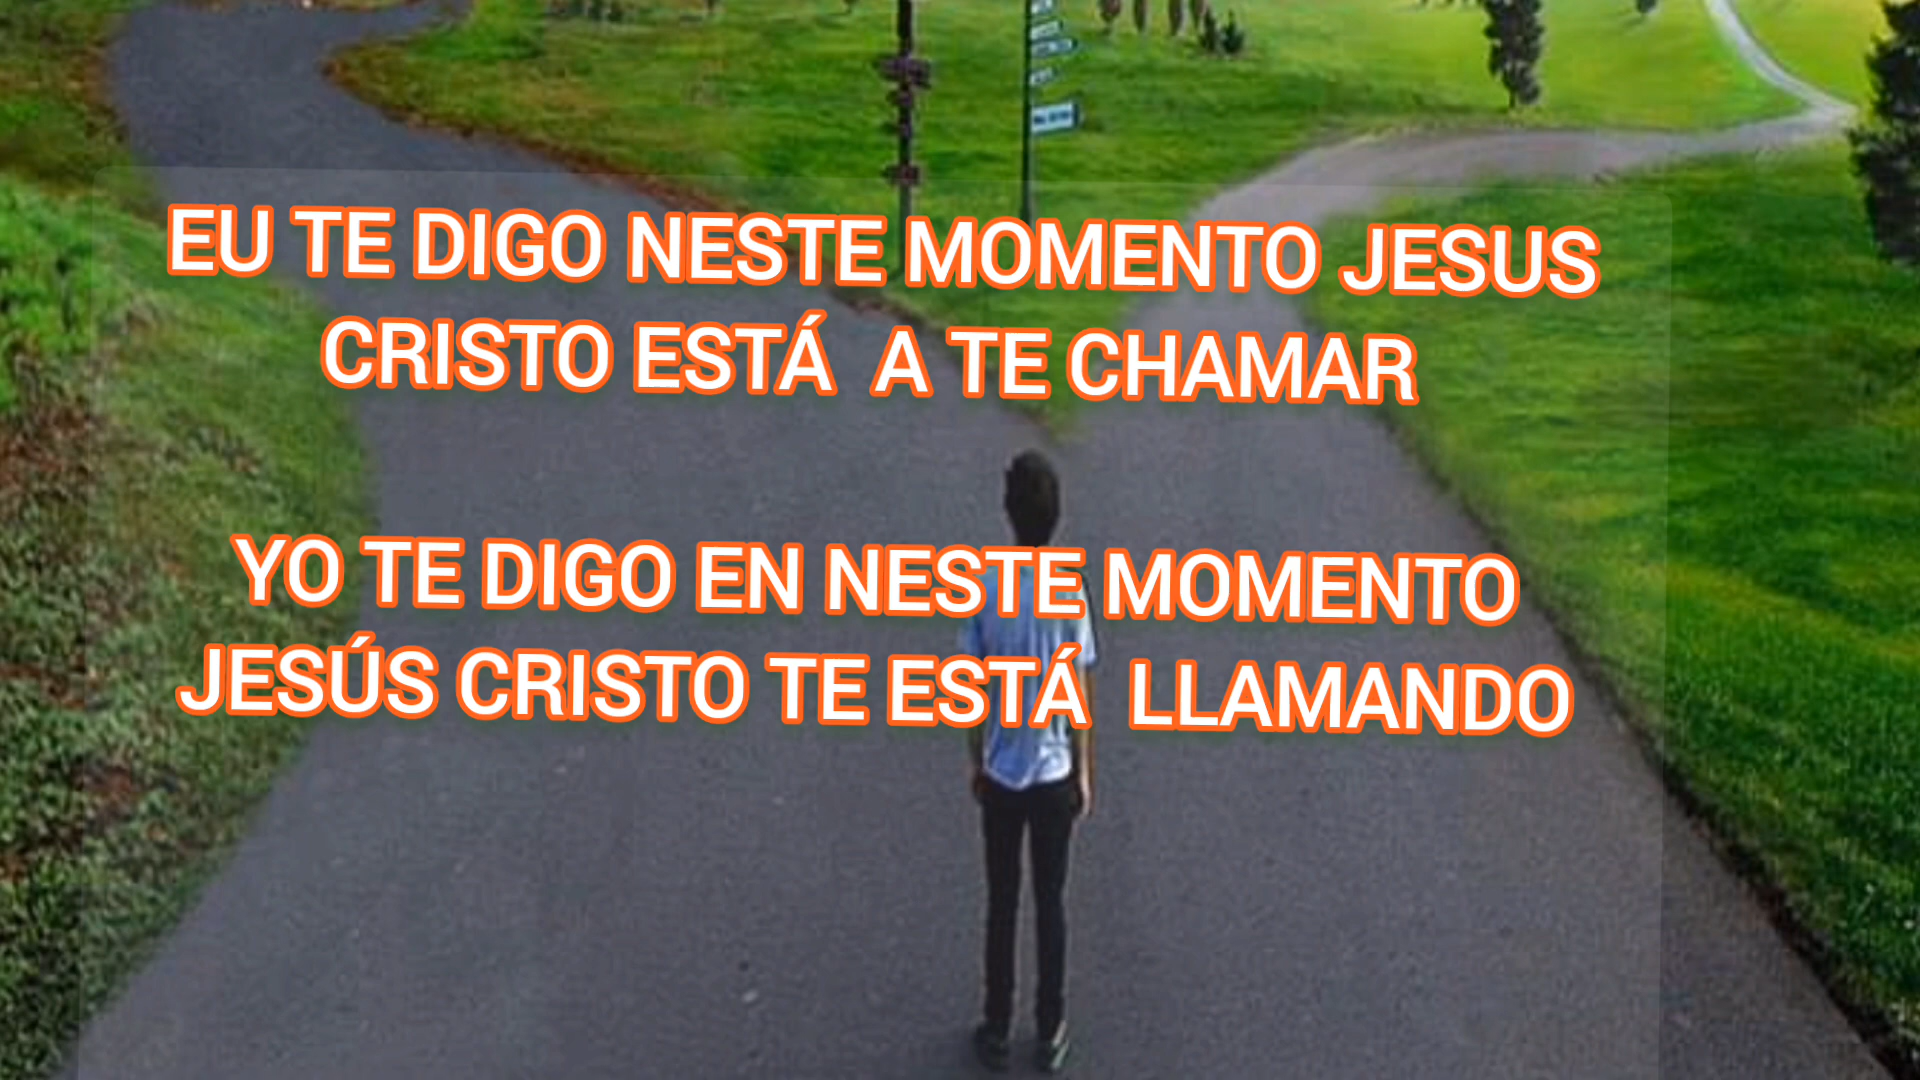 EU TE DIGO NESTE MOMENTO JESUS
CRISTO ESTÁ A TE CHAMAR
YO TE DIGO EN NESTE MOMENTO
JESÚS CRISTO TE ESTÁ LLAMANDO